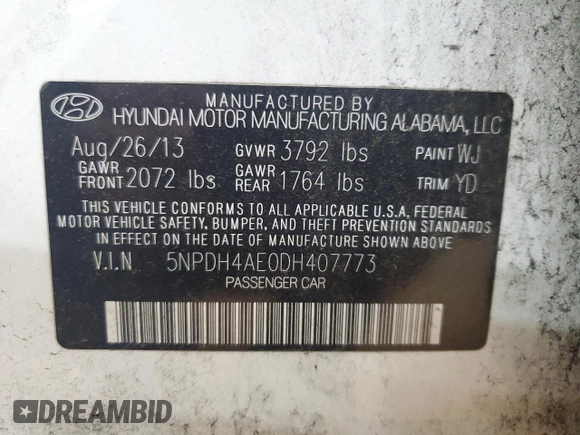 MANUFACTURED BY
HYUNDAI MOTOR MANUFACTURING ALABAMA, LLC
Aug/26/13 GVWR 3792 lbs PAINT WJ
GAWR FRONT 2072 lbs GAWR REAR 1764 lbs TRIM YD
THIS VEHICLE CONFORMS TO ALL APPLICABLE U.S.A. FEDERAL
MOTOR VEHICLE SAFETY, BUMPER, AND THEFT PREVENTION STANDARDS
IN EFFECT ON THE DATE OF MANUFACTURE SHOWN ABOVE.
V.I.N 5NPDH4AE0DH407773
PASSENGER CAR
DREAMBID